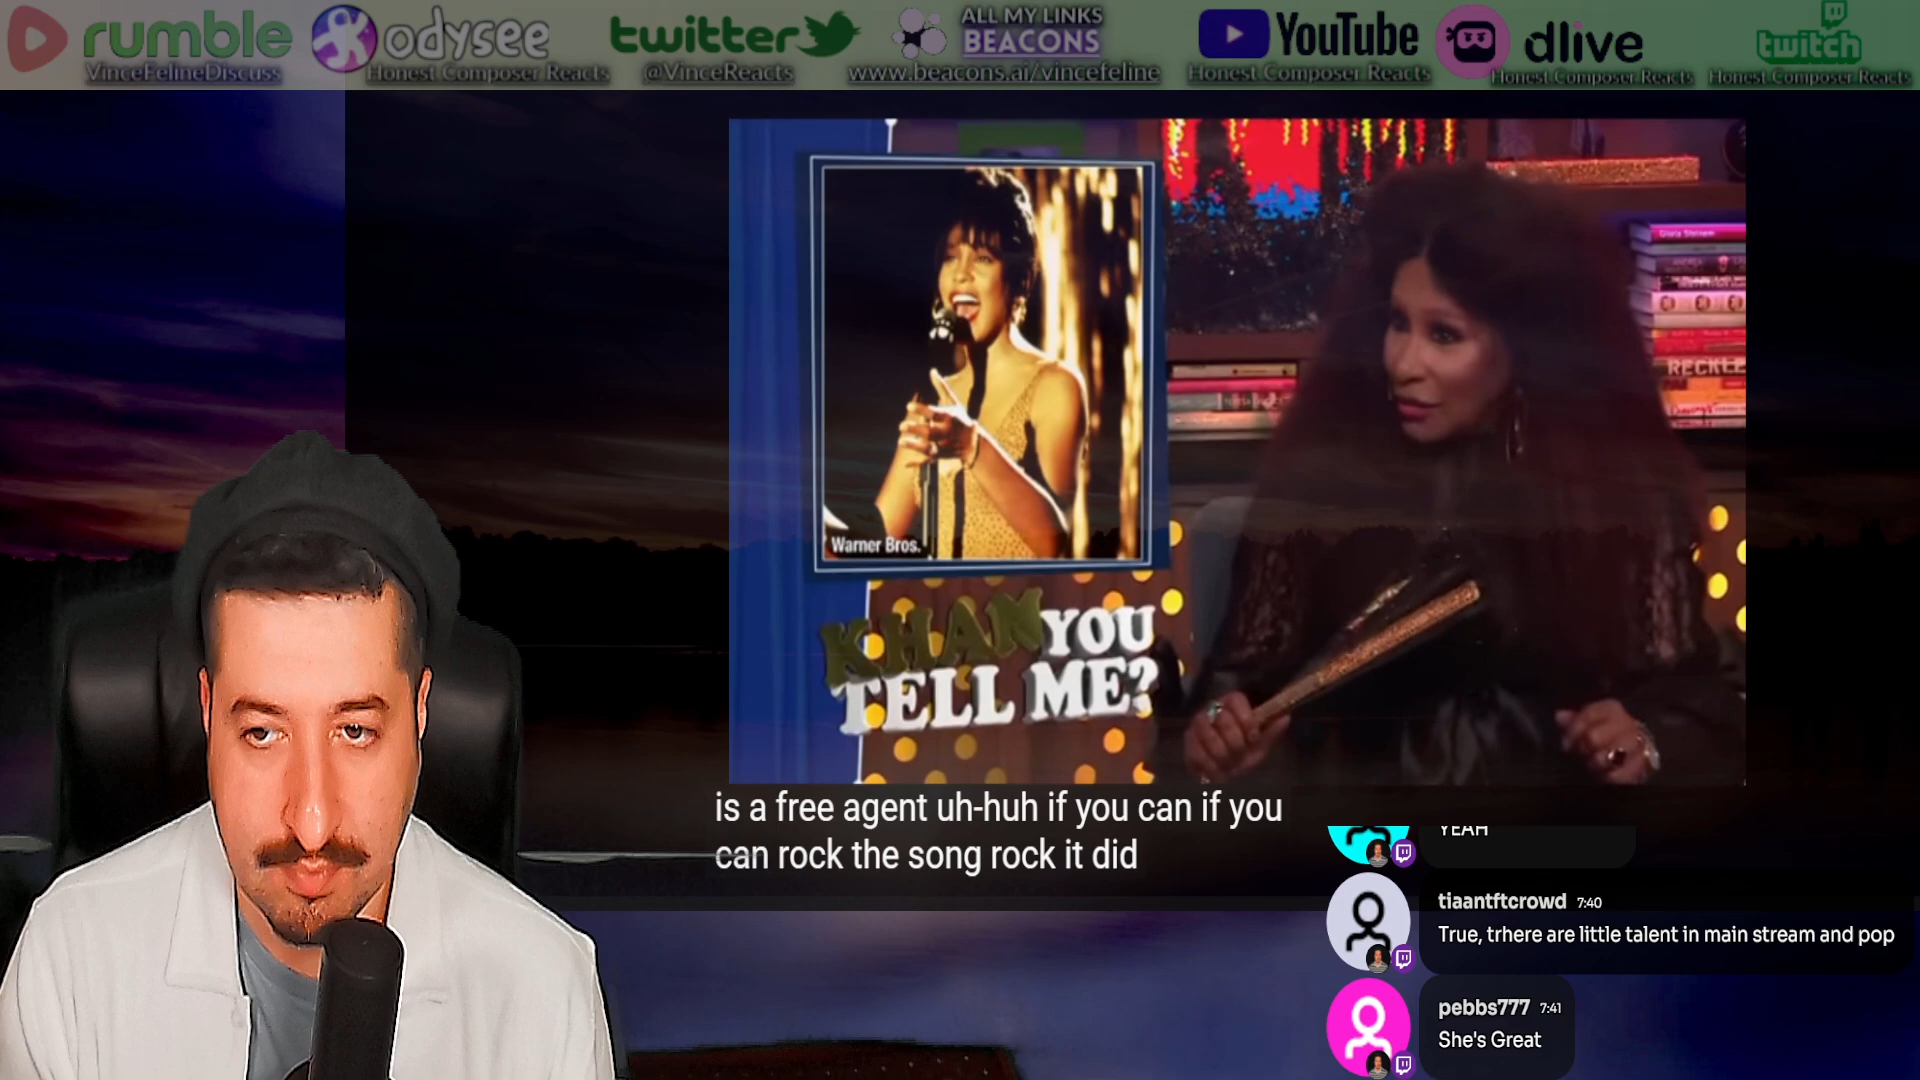 rumble
VinceFelineDiscuss
odysee
Honest Composer Reacts
twitter
@VinceReacts
ALL MY LINKS
BEACONS
www.beacons.ai/vincefeline
YouTube
Honest Composer Reacts
dlive
Honest Composer Reacts
twitch
Honest Composer Reacts
Warner Bros.
KHAN YOU
TELL ME?
Gloria Steinem
RECKLE
is a free agent uh-huh if you can if you
can rock the song rock it did
YEAH
tiaantftcrowd 7:40
True, trhere are little talent in main stream and pop
pebbs777 7:41
She's Great